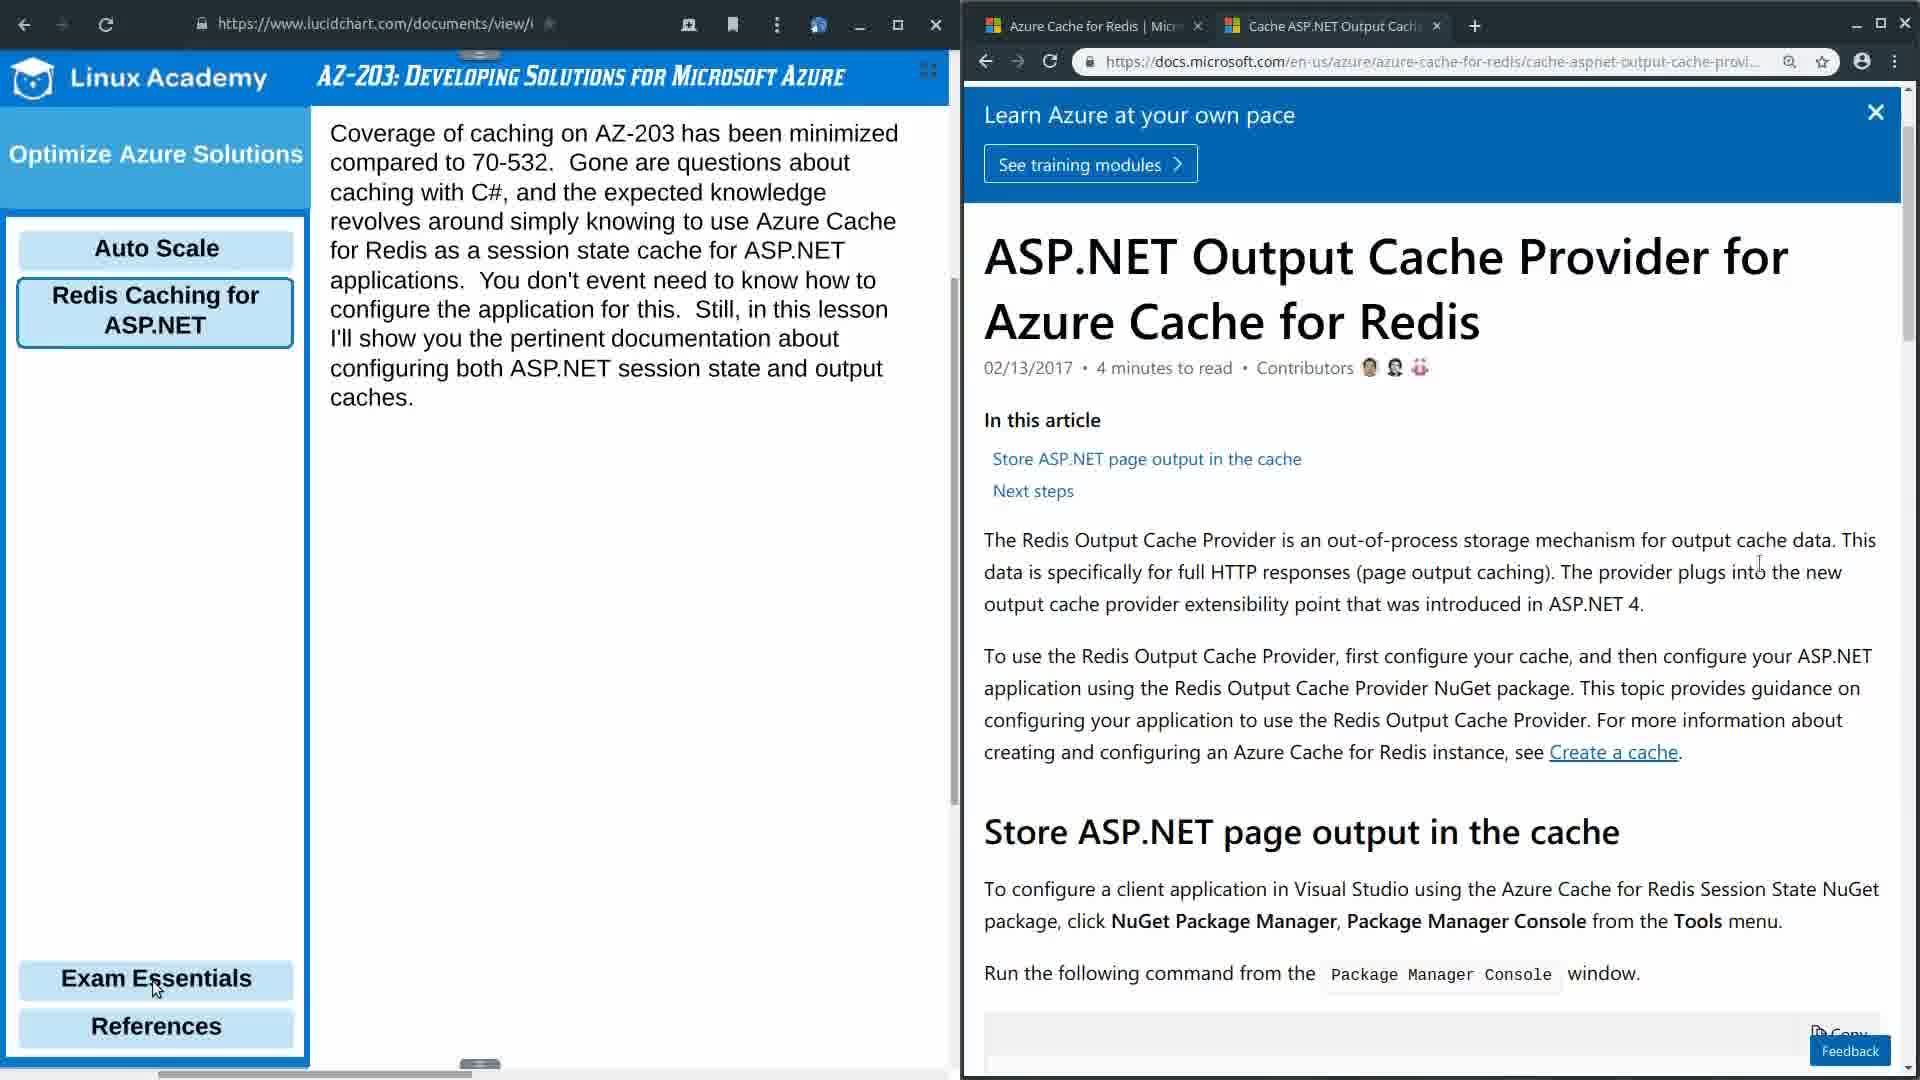 https://www.lucidchart.com/documents/view/
Linux Academy
AZ-203: Developing Solutions for Microsoft Azure
Optimize Azure Solutions
Auto Scale
Redis Caching for
ASP.NET
Exam Essentials
References
Coverage of caching on AZ-203 has been minimized
compared to 70-532.  Gone are questions about
caching with C#, and the expected knowledge
revolves around simply knowing to use Azure Cache
for Redis as a session state cache for ASP.NET
applications.  You don't event need to know how to
configure the application for this.  Still, in this lesson
I'll show you the pertinent documentation about
configuring both ASP.NET session state and output
caches.
Azure Cache for Redis | Micr
Cache ASP.NET Output Cach
https://docs.microsoft.com/en-us/azure/azure-cache-for-redis/cache-aspnet-output-cache-provi...
Learn Azure at your own pace
See training modules
ASP.NET Output Cache Provider for
Azure Cache for Redis
02/13/2017 • 4 minutes to read • Contributors
In this article
Store ASP.NET page output in the cache
Next steps
The Redis Output Cache Provider is an out-of-process storage mechanism for output cache data. This
data is specifically for full HTTP responses (page output caching). The provider plugs into the new
output cache provider extensibility point that was introduced in ASP.NET 4.
To use the Redis Output Cache Provider, first configure your cache, and then configure your ASP.NET
application using the Redis Output Cache Provider NuGet package. This topic provides guidance on
configuring your application to use the Redis Output Cache Provider. For more information about
creating and configuring an Azure Cache for Redis instance, see Create a cache.
Store ASP.NET page output in the cache
To configure a client application in Visual Studio using the Azure Cache for Redis Session State NuGet
package, click NuGet Package Manager, Package Manager Console from the Tools menu.
Run the following command from the Package Manager Console window.
Copy
Feedback